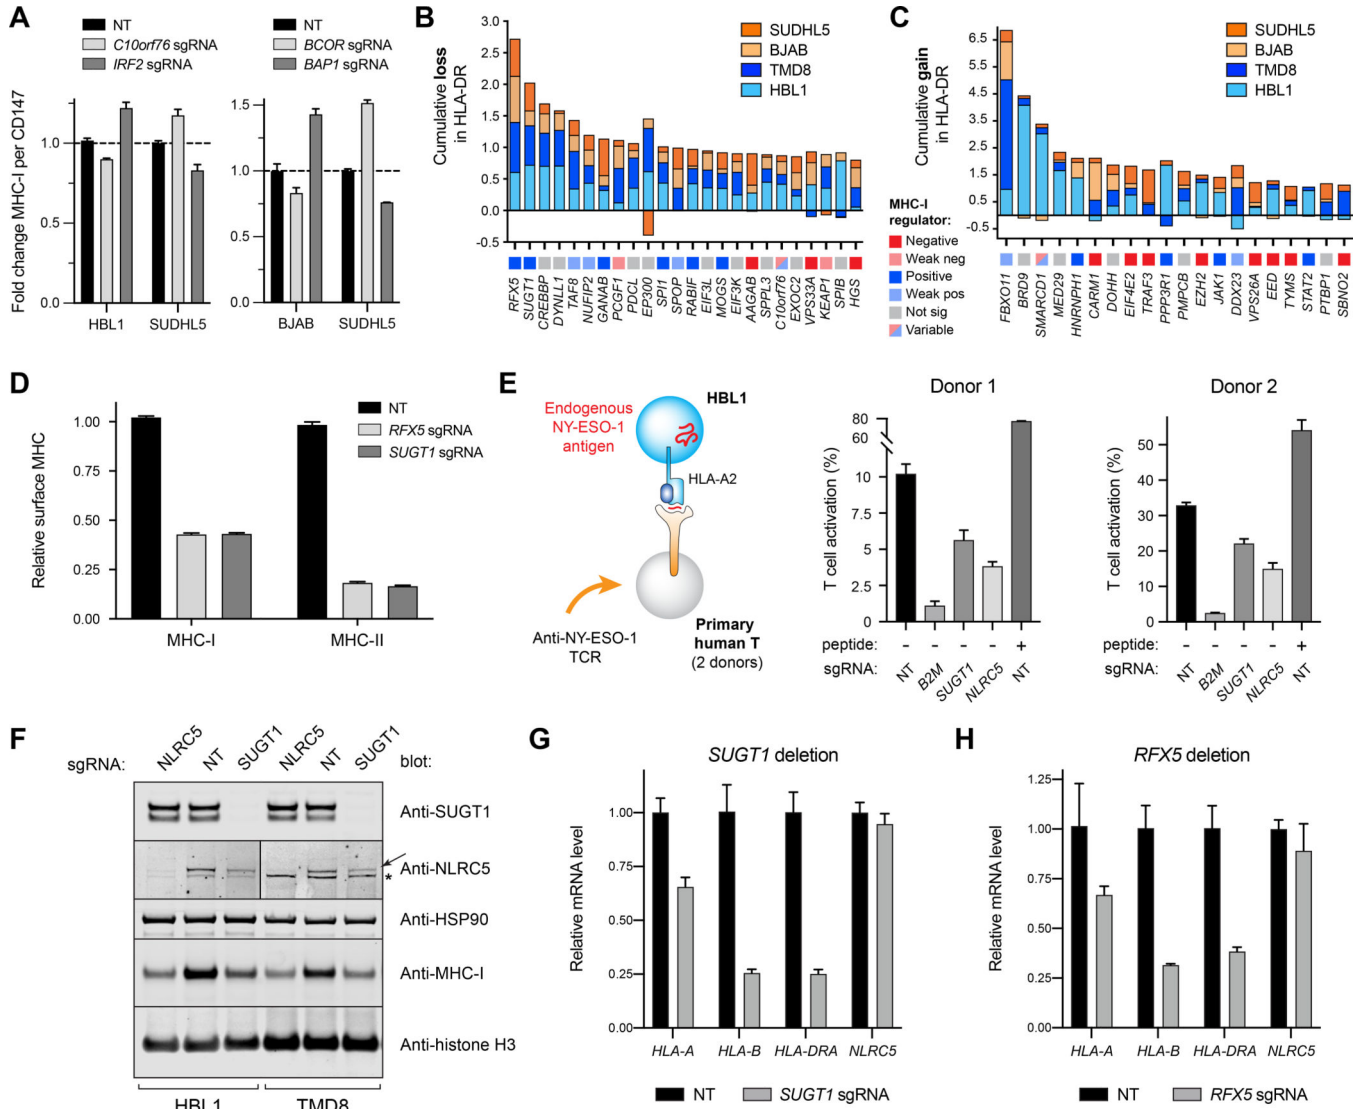 A
NT
C10orf76 sgRNA
IRF2 sgRNA
NT
BCOR sgRNA
BAP1 sgRNA
Fold change MHC-I per CD147
1.0
0.5
0.0
HBL1
SUDHL5
1.5
1.0
0.5
0.0
BJAB
SUDHL5
B
Cumulative loss
in HLA-DR
3.0
2.5
2.0
1.5
1.0
0.5
0.0
-0.5
SUDHL5
BJAB
TMD8
HBL1
RFX5
SUGT1
CREBBP
DYNLL1
TAF8
NUFIP2
GANAB
PCGF1
PDCL
EP300
SPI1
SPOP
RABIF
EIF3L
MOGS
EIF3K
AAGAB
SPPL3
C10orf76
EXOC2
VPS33A
KEAP1
SPIB
HGS
C
Cumulative gain
in HLA-DR
6.5
5.5
4.5
3.5
2.5
1.5
0.5
-0.5
SUDHL5
BJAB
TMD8
HBL1
MHC-I
regulator:
Negative
Weak neg
Positive
Weak pos
Not sig
Variable
FBXO11
BRD9
SMARCD1
MED29
HNRNPH1
CARM1
DOHH
EIF4E2
TRAF3
PPP3R1
PMPCB
EZH2
JAK1
DDX23
VPS26A
EED
TYMS
STAT2
PTBP1
SBNO2
D
NT
RFX5 sgRNA
SUGT1 sgRNA
Relative surface MHC
1.00
0.75
0.50
0.25
0.00
MHC-I
MHC-II
E
Endogenous
NY-ESO-1
antigen
HBL1
HLA-A2
Anti-NY-ESO-1
TCR
Primary
human T
(2 donors)
Donor 1
T cell activation (%)
80
60
10
7.5
5
2.5
0
peptide:
- - - - +
sgRNA:
NT
B2M
SUGT1
NLRC5
NT
Donor 2
T cell activation (%)
50
40
30
20
10
0
peptide:
- - - - +
sgRNA:
NT
B2M
SUGT1
NLRC5
NT
F
sgRNA:
NLRC5
NT
SUGT1
NLRC5
NT
SUGT1
blot:
Anti-SUGT1
Anti-NLRC5
*
Anti-HSP90
Anti-MHC-I
Anti-histone H3
HBL1
TMD8
G
SUGT1 deletion
Relative mRNA level
1.00
0.75
0.50
0.25
0.00
HLA-A
HLA-B
HLA-DRA
NLRC5
NT
SUGT1 sgRNA
H
RFX5 deletion
Relative mRNA level
1.25
1.00
0.75
0.50
0.25
0.00
HLA-A
HLA-B
HLA-DRA
NLRC5
NT
RFX5 sgRNA